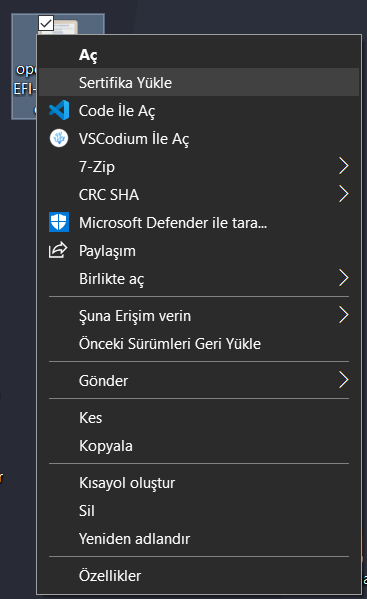 ope
EFI-
Aç
Sertifika Yükle
Code İle Aç
VSCodium İle Aç
7-Zip
CRC SHA
Microsoft Defender ile tara...
Paylaşım
Birlikte aç
Şuna Erişim verin
Önceki Sürümleri Geri Yükle
Gönder
Kes
Kopyala
Kısayol oluştur
Sil
Yeniden adlandır
Özellikler